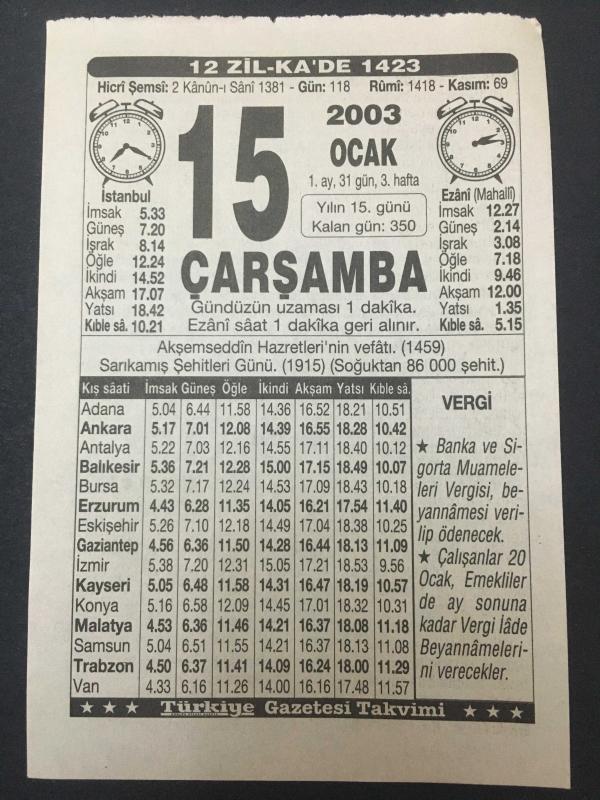 12 ZİL-KA'DE 1423
Hicrî Şemsî: 2 Kânûn-ı Sânî 1381 - Gün: 118 Rûmî: 1418 - Kasım: 69
15
2003
OCAK
1. ay, 31 gün, 3. hafta
Yılın 15. günü
Kalan gün: 350
ÇARŞAMBA
Gündüzün uzaması 1 dakîka.
Ezânî sâat 1 dakîka geri alınır.
İstanbul
İmsak 5.33
Güneş 7.20
Işrak 8.14
Öğle 12.24
İkindi 14.52
Akşam 17.07
Yatsı 18.42
Kıble sâ. 10.21
Ezânî (Mahallî)
İmsak 12.27
Güneş 2.14
Işrak 3.08
Öğle 7.18
İkindi 9.46
Akşam 12.00
Yatsı 1.35
Kıble sâ. 5.15
Akşemseddîn Hazretleri'nin vefâtı. (1459)
Sarıkamış Şehitleri Günü. (1915) (Soğuktan 86 000 şehit.)
Kış sâati İmsak Güneş Öğle İkindi Akşam Yatsı Kıble sâ.
Adana 5.04 6.44 11.58 14.36 16.52 18.21 10.51
Ankara 5.17 7.01 12.08 14.39 16.55 18.28 10.42
Antalya 5.22 7.03 12.16 14.55 17.11 18.40 10.12
Balıkesir 5.36 7.21 12.28 15.00 17.15 18.49 10.07
Bursa 5.32 7.17 12.24 14.53 17.09 18.43 10.18
Erzurum 4.43 6.28 11.35 14.05 16.21 17.54 11.40
Eskişehir 5.26 7.10 12.18 14.49 17.04 18.38 10.25
Gaziantep 4.56 6.36 11.50 14.28 16.44 18.13 11.09
İzmir 5.38 7.20 12.31 15.05 17.21 18.53 9.56
Kayseri 5.05 6.48 11.58 14.31 16.47 18.19 10.57
Konya 5.16 6.58 12.09 14.45 17.01 18.32 10.31
Malatya 4.53 6.36 11.46 14.21 16.37 18.08 11.18
Samsun 5.04 6.51 11.55 14.21 16.37 18.13 11.08
Trabzon 4.50 6.37 11.41 14.09 16.24 18.00 11.29
Van 4.33 6.16 11.26 14.00 16.16 17.48 11.57
VERGİ
★ Banka ve Si-
gorta Muamele-
leri Vergisi, be-
yannâmesi veri-
lip ödenecek.
★ Çalışanlar 20
Ocak, Emekliler
de ay sonuna
kadar Vergi İâde
Beyannâmeleri-
ni verecekler.
★ ★ ★ Türkiye Gazetesi Takvimi ★ ★ ★